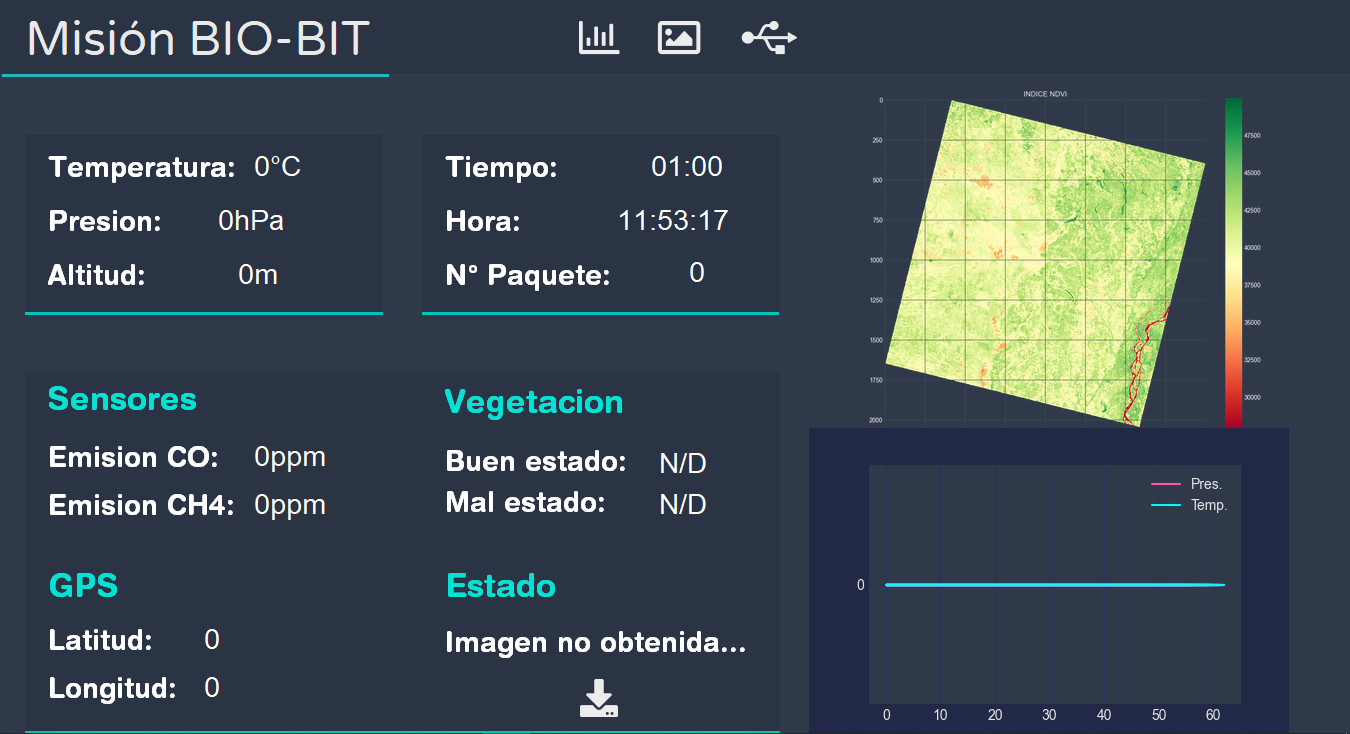 Misión BIO-BIT
Temperatura: 0°C
Presion: 0hPa
Altitud: 0m
Tiempo: 01:00
Hora: 11:53:17
N° Paquete: 0
Sensores
Emision CO: 0ppm
Emision CH4: 0ppm
Vegetacion
Buen estado: N/D
Mal estado: N/D
GPS
Latitud: 0
Longitud: 0
Estado
Imagen no obtenida...
INDICE NDVI
0
250
500
750
1000
1250
1500
1750
2000
47500
45000
42500
40000
37500
35000
32500
30000
Pres.
Temp.
0
0 10 20 30 40 50 60